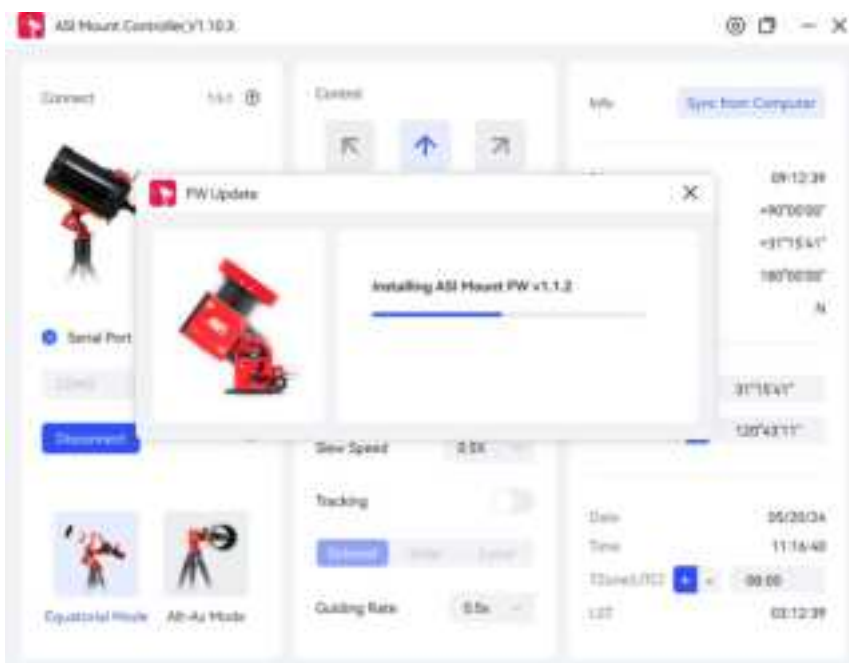 ASI Mount Controller V1.10.3
Connect
Control
Info
Sync from Computer
09:12:39
+90°00'00"
+31°15'41"
180°00'00"
N
FW Update
Installing ASI Mount FW v1.1.2
Serial Port
Disconnect
31°15'41"
120°43'11"
Slew Speed
0.5X
Tracking
Guiding Rate
0.5x
Equatorial Mode
Alt-Az Mode
Date
05/20/24
Time
11:16:40
00:00
LST
03:12:39